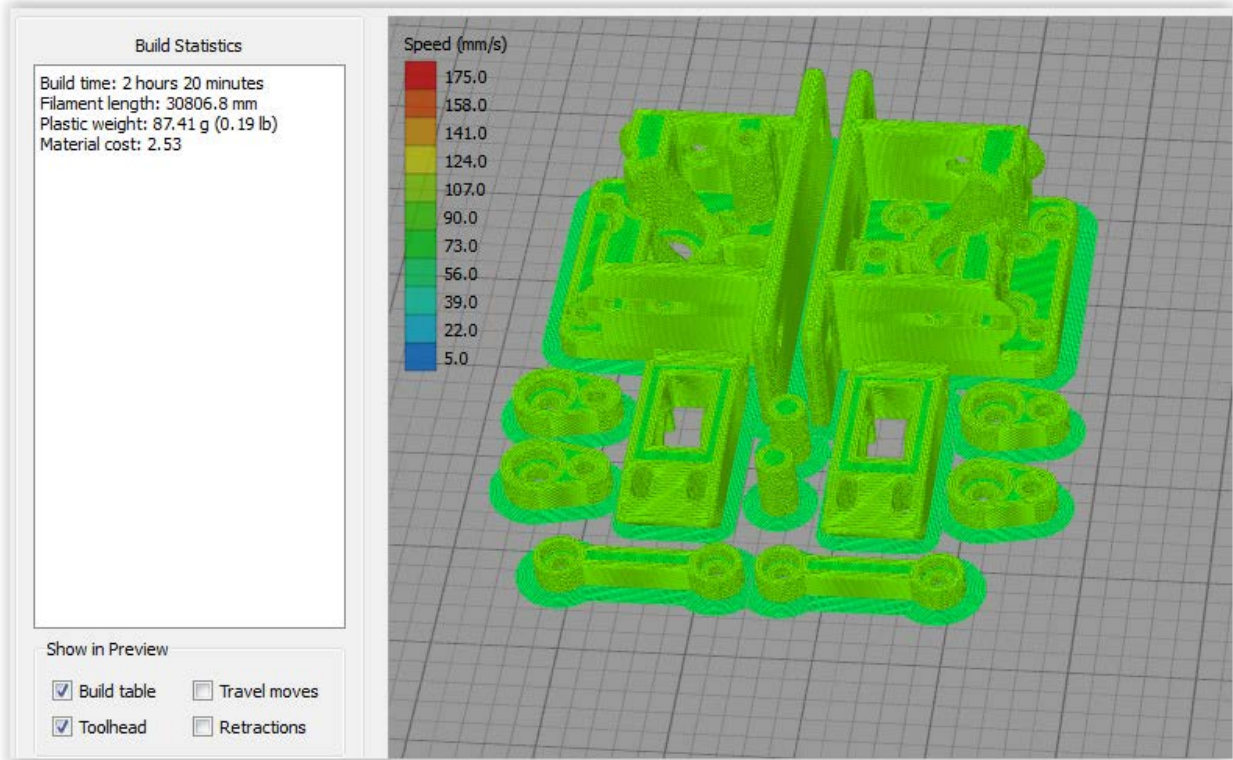 Build Statistics
Build time: 2 hours 20 minutes
Filament length: 30806.8 mm
Plastic weight: 87.41 g (0.19 lb)
Material cost: 2.53
Show in Preview
Build table
Travel moves
Toolhead
Retractions
Speed (mm/s)
175.0
158.0
141.0
124.0
107.0
90.0
73.0
56.0
39.0
22.0
5.0